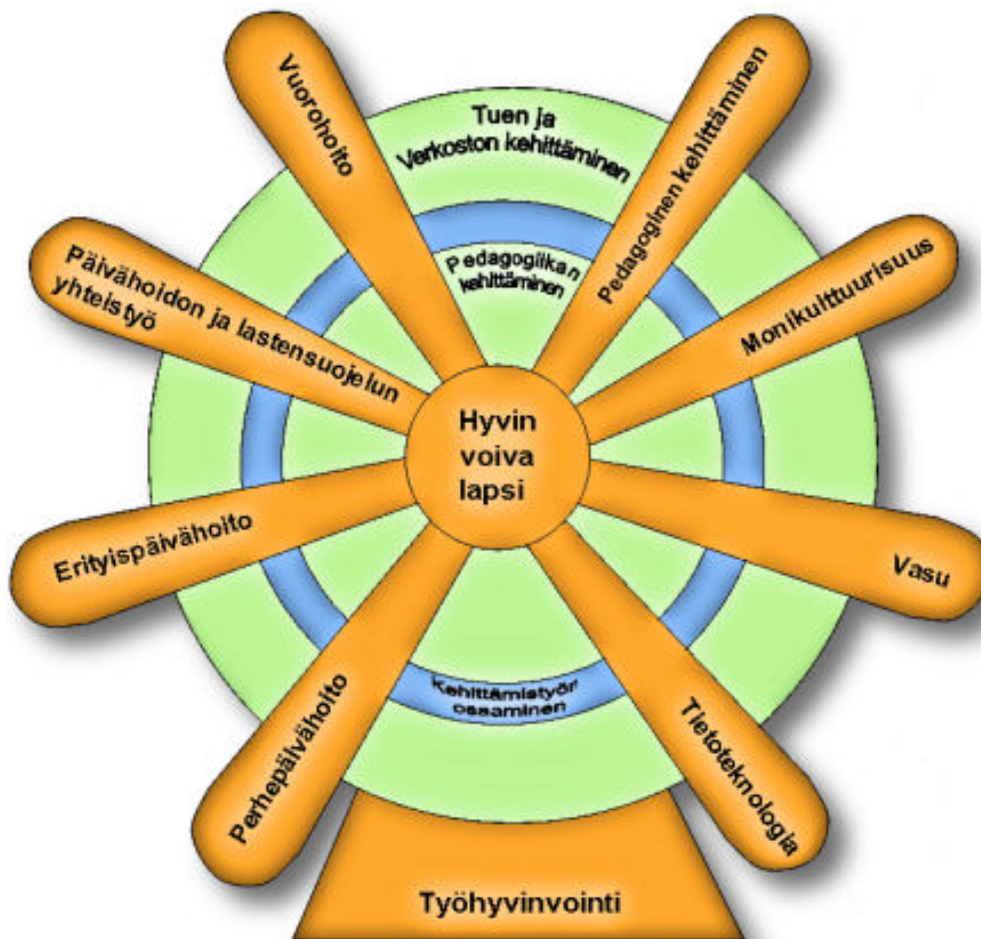 Vuorohoito
Tuen ja
Verkoston kehittäminen
Pedagoginen kehittäminen
Päivähoidon ja lastensuojelun
yhteistyö
Pedagogiikan
kehittäminen
Monikulttuurisuus
Hyvin
voiva
lapsi
Erityispäivähoito
Vasu
Perhepäivähoito
Kehittämistyön
osaaminen
Tietoteknologia
Työhyvinvointi